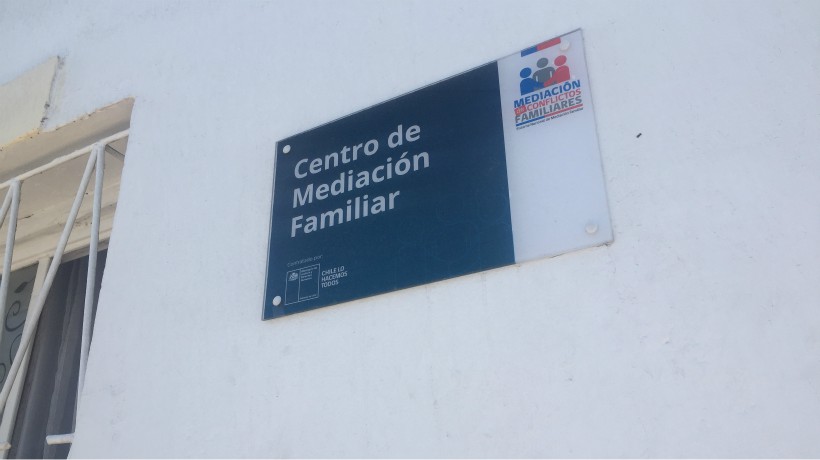 Centro de
Mediación
Familiar
MEDIACIÓN
CONFLICTOS
FAMILIARES
CHILE LO
HACEMOS
TODOS